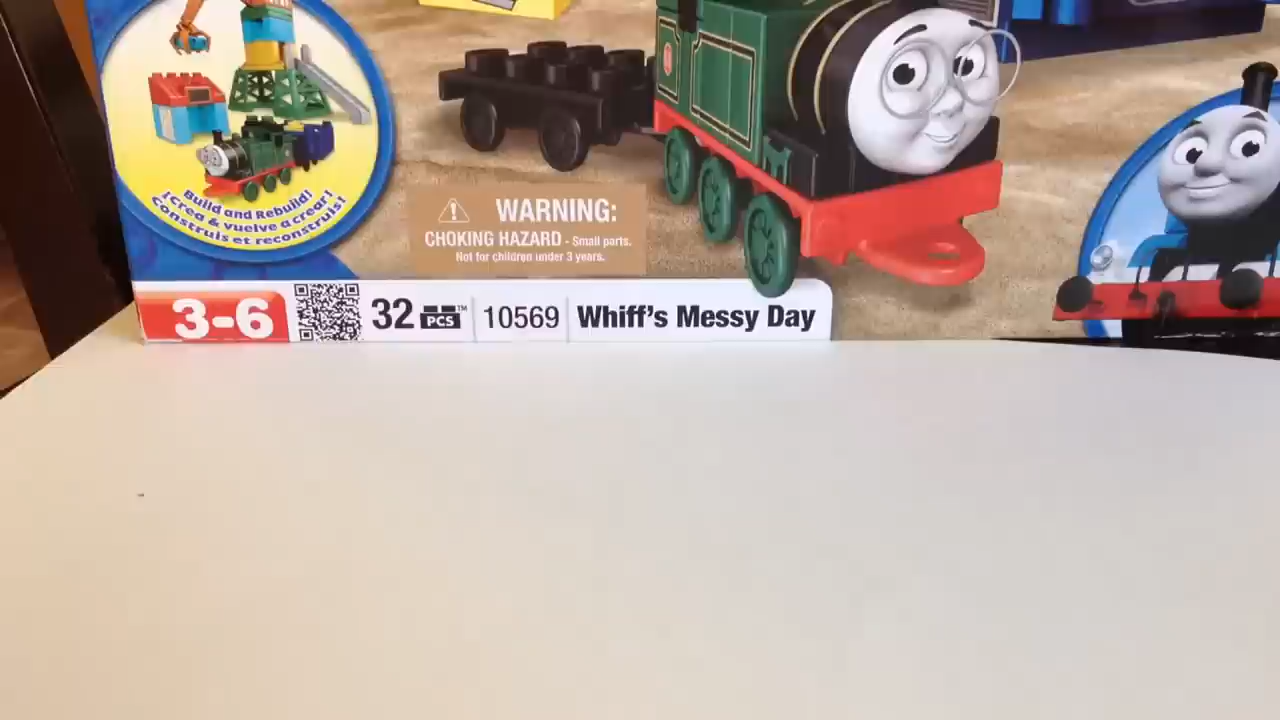 Build and Rebuild!
¡Crea & vuelve a crear!
Construis et reconstruis!
WARNING:
CHOKING HAZARD - Small parts.
Not for children under 3 years.
3-6
32 PCS™
10569
Whiff's Messy Day